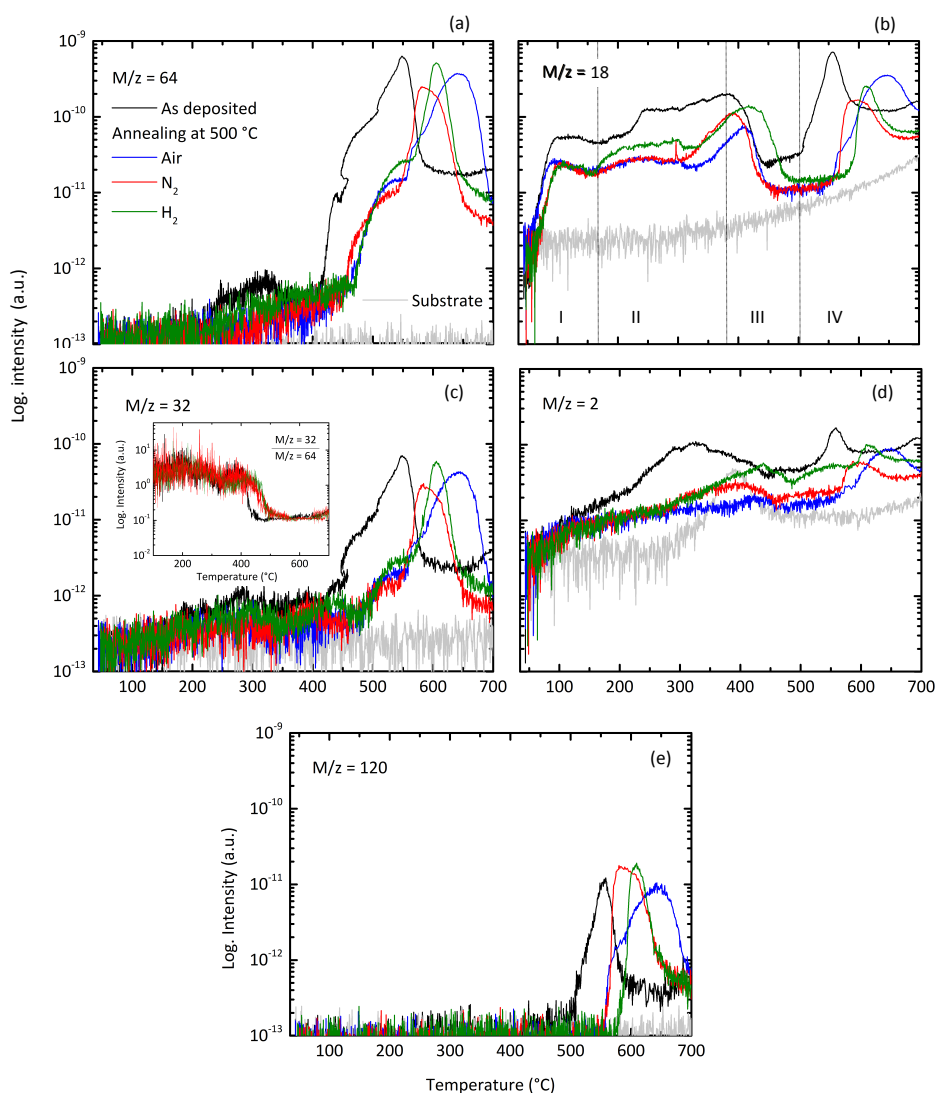 (a)
(b)
10⁻⁹
10⁻¹⁰
10⁻¹¹
10⁻¹²
10⁻¹³
M/z = 64
As deposited
Annealing at 500 °C
Air
N₂
H₂
Substrate
M/z = 18
I II III IV
Log. intensity (a.u.)
(c)
(d)
10⁻⁹
10⁻¹⁰
10⁻¹¹
10⁻¹²
10⁻¹³
M/z = 32
10¹
10⁰
10⁻¹
10⁻²
Log. Intensity (a.u.)
M/z = 32
M/z = 64
200 400 600
Temperature (°C)
M/z = 2
100 200 300 400 500 600 700
100 200 300 400 500 600 700
(e)
10⁻⁹
10⁻¹⁰
10⁻¹¹
10⁻¹²
10⁻¹³
M/z = 120
Log. Intensity (a.u.)
100 200 300 400 500 600 700
Temperature (°C)